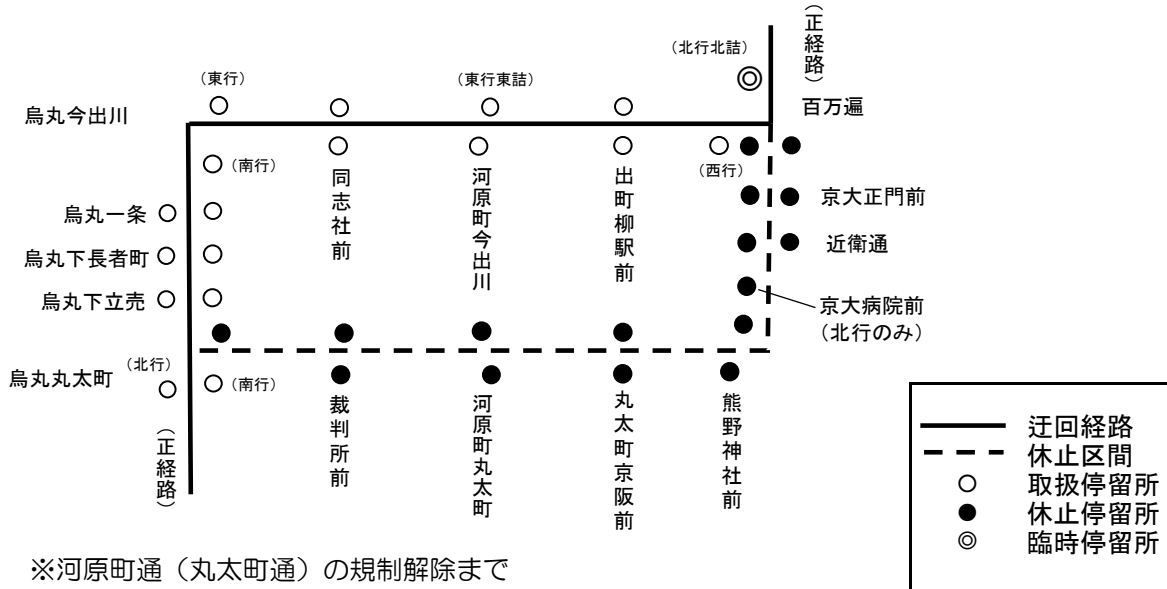 （正経路）
（北行北詰）
百万遍
（東行）
（東行東詰）
烏丸今出川
（南行）
同志社前
河原町今出川
出町柳駅前
（西行）
京大正門前
烏丸一条
近衛通
烏丸下長者町
烏丸下立売
京大病院前
（北行のみ）
（北行）
烏丸丸太町
（南行）
（正経路）
裁判所前
河原町丸太町
丸太町京阪前
熊野神社前
迂回経路
休止区間
取扱停留所
休止停留所
臨時停留所
※河原町通（丸太町通）の規制解除まで